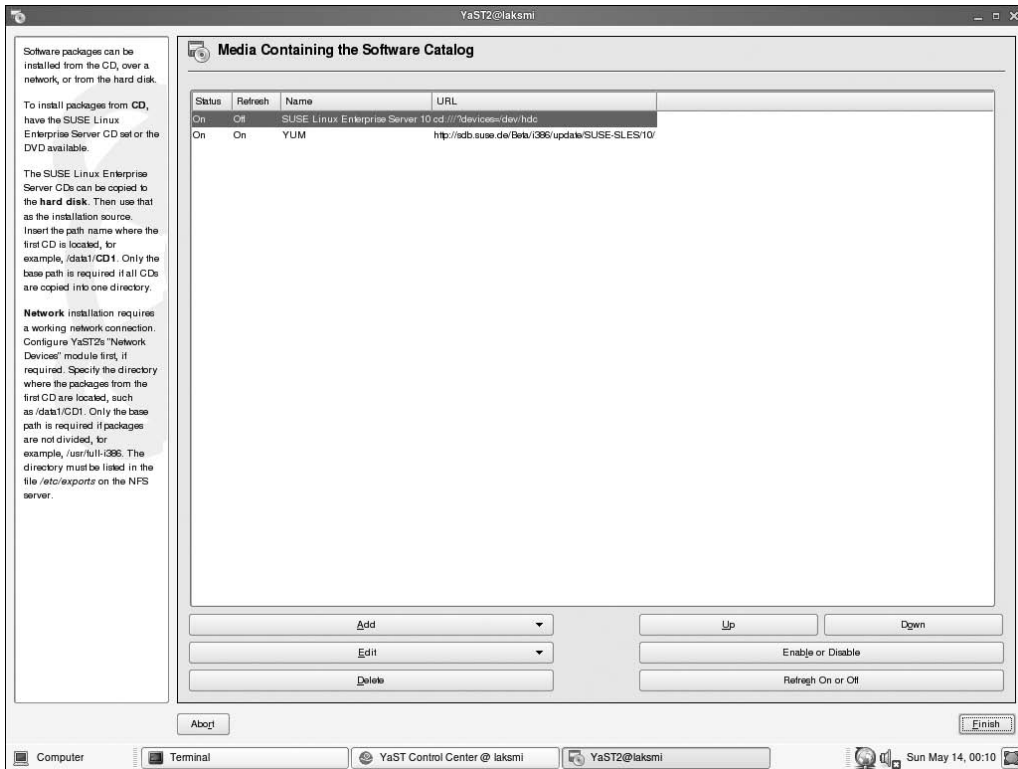 YaST2@laksmi
Software packages can be
installed from the CD, over a
network, or from the hard disk.
To install packages from CD,
have the SUSE Linux
Enterprise Server CD set or the
DVD available.
The SUSE Linux Enterprise
Server CDs can be copied to
the hard disk. Then use that
as the installation source.
Insert the path name where the
first CD is located, for
example, /data1/CD1. Only the
base path is required if all CDs
are copied into one directory.
Network installation requires
a working network connection.
Configure YaST2's "Network
Devices" module first, if
required. Specify the directory
where the packages from the
first CD are located, such
as /data1/CD1. Only the base
path is required if packages
are not divided, for
example, /usr/full-i386. The
directory must be listed in the
file /etc/exports on the NFS
server.
Media Containing the Software Catalog
Status Refresh Name URL
On Off SUSE Linux Enterprise Server 10 cd:///?devices=/dev/hdc
On On YUM http://sdb.suse.de/Beta/i386/update/SUSE-SLES/10/
Add Up Down
Edit Enable or Disable
Delete Refresh On or Off
Abort Finish
Computer Terminal YaST Control Center @ laksmi YaST2@laksmi Sun May 14, 00:10